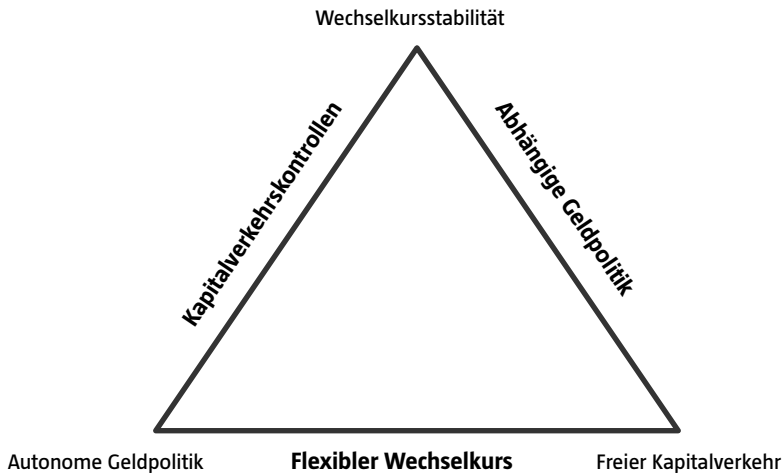 Wechselkursstabilität
Kapitalverkehrskontrollen
Abhängige Geldpolitik
Autonome Geldpolitik
Flexibler Wechselkurs
Freier Kapitalverkehr